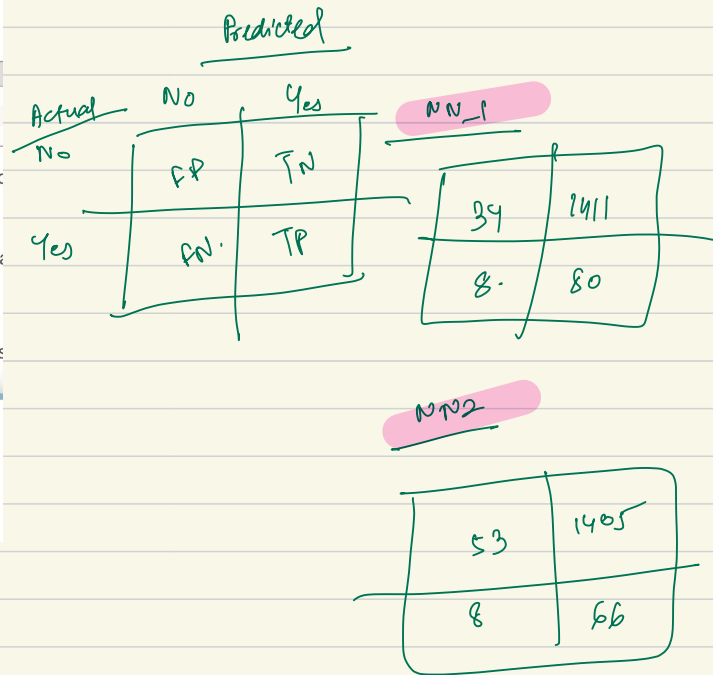 Predicted
Actual No Yes
No FP TN
Yes FN. TP
NN_1
34 1411
8. 80
NN2
53 1405
8 66